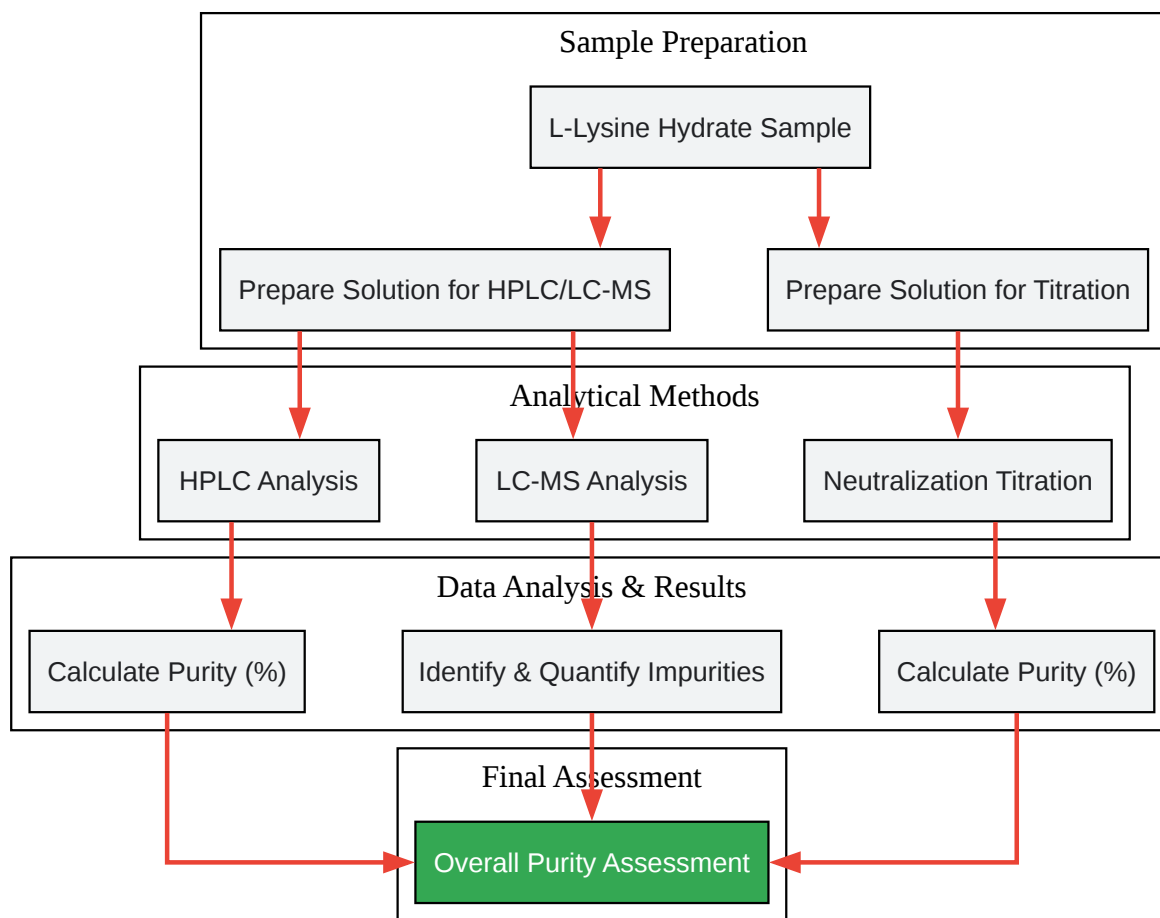 Sample Preparation
L-Lysine Hydrate Sample
Prepare Solution for HPLC/LC-MS
Prepare Solution for Titration
Analytical Methods
HPLC Analysis
LC-MS Analysis
Neutralization Titration
Data Analysis & Results
Calculate Purity (%)
Identify & Quantify Impurities
Calculate Purity (%)
Final Assessment
Overall Purity Assessment